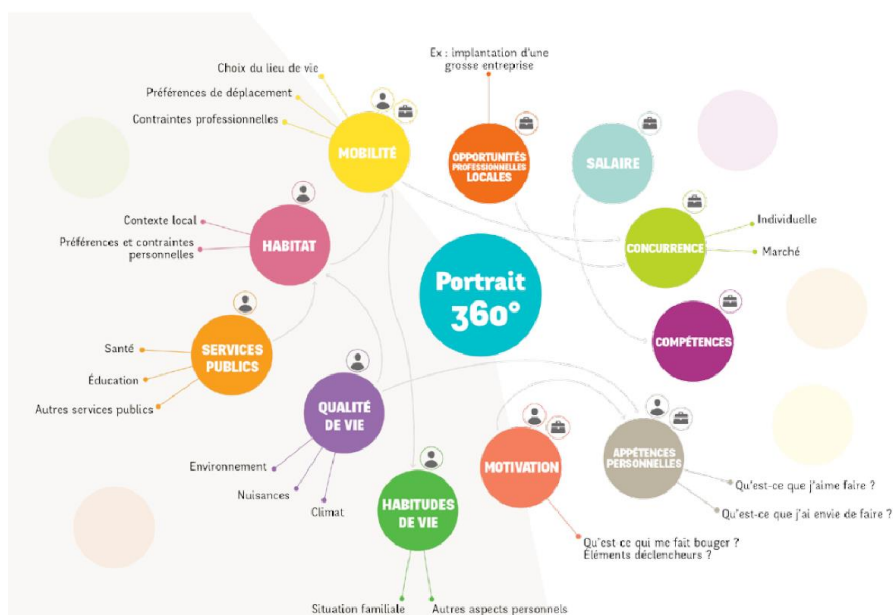 Choix du lieu de vie
Préférences de déplacement
Contraintes professionnelles
MOBILITÉ
Ex : implantation d'une
grosse entreprise
OPPORTUNITÉS
PROFESSIONNELLES
LOCALES
SALAIRE
Contexte local
Préférences et contraintes
personnelles
HABITAT
CONCURRENCE
Individuelle
Marché
Portrait
360°
Santé
Éducation
Autres services publics
SERVICES
PUBLICS
COMPÉTENCES
QUALITÉ
DE VIE
Environnement
Nuisances
Climat
HABITUDES
DE VIE
Situation familiale
Autres aspects personnels
MOTIVATION
Qu'est-ce qui me fait bouger ?
Éléments déclencheurs ?
APPÉTENCES
PERSONNELLES
Qu'est-ce que j'aime faire ?
Qu'est-ce que j'ai envie de faire ?